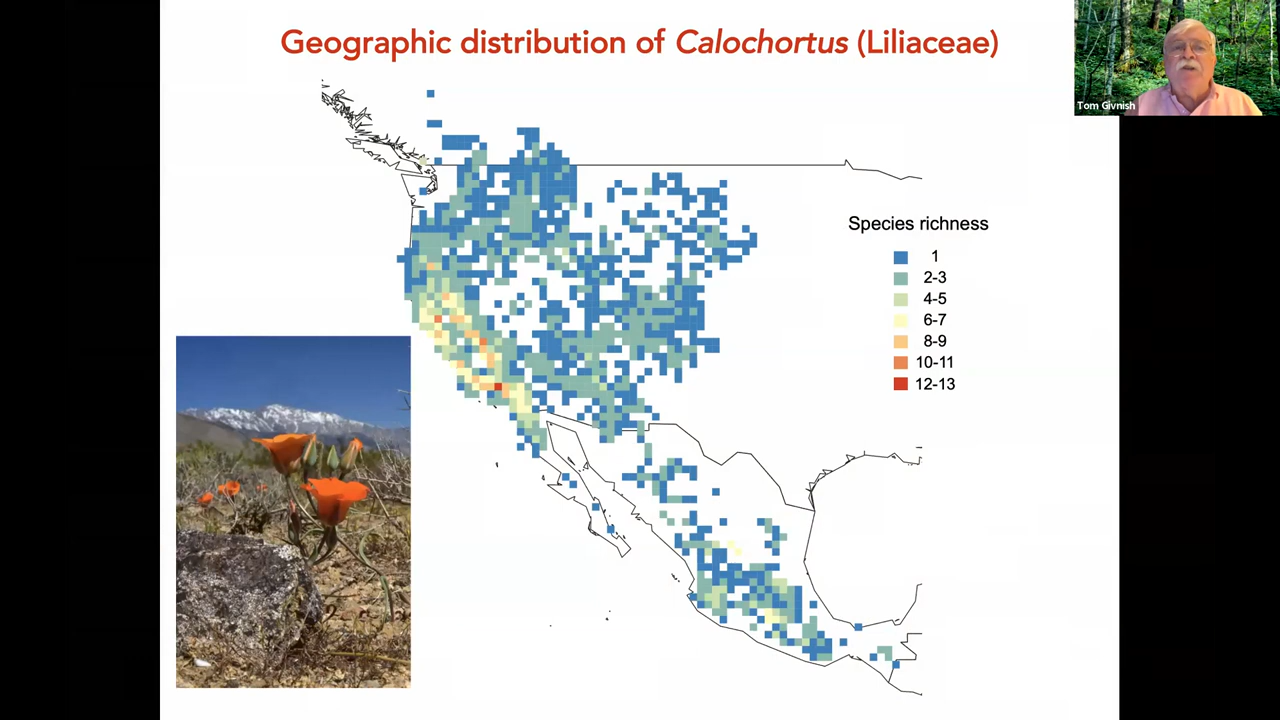 Geographic distribution of Calochortus (Liliaceae)
Tom Givnish
Species richness
1
2-3
4-5
6-7
8-9
10-11
12-13